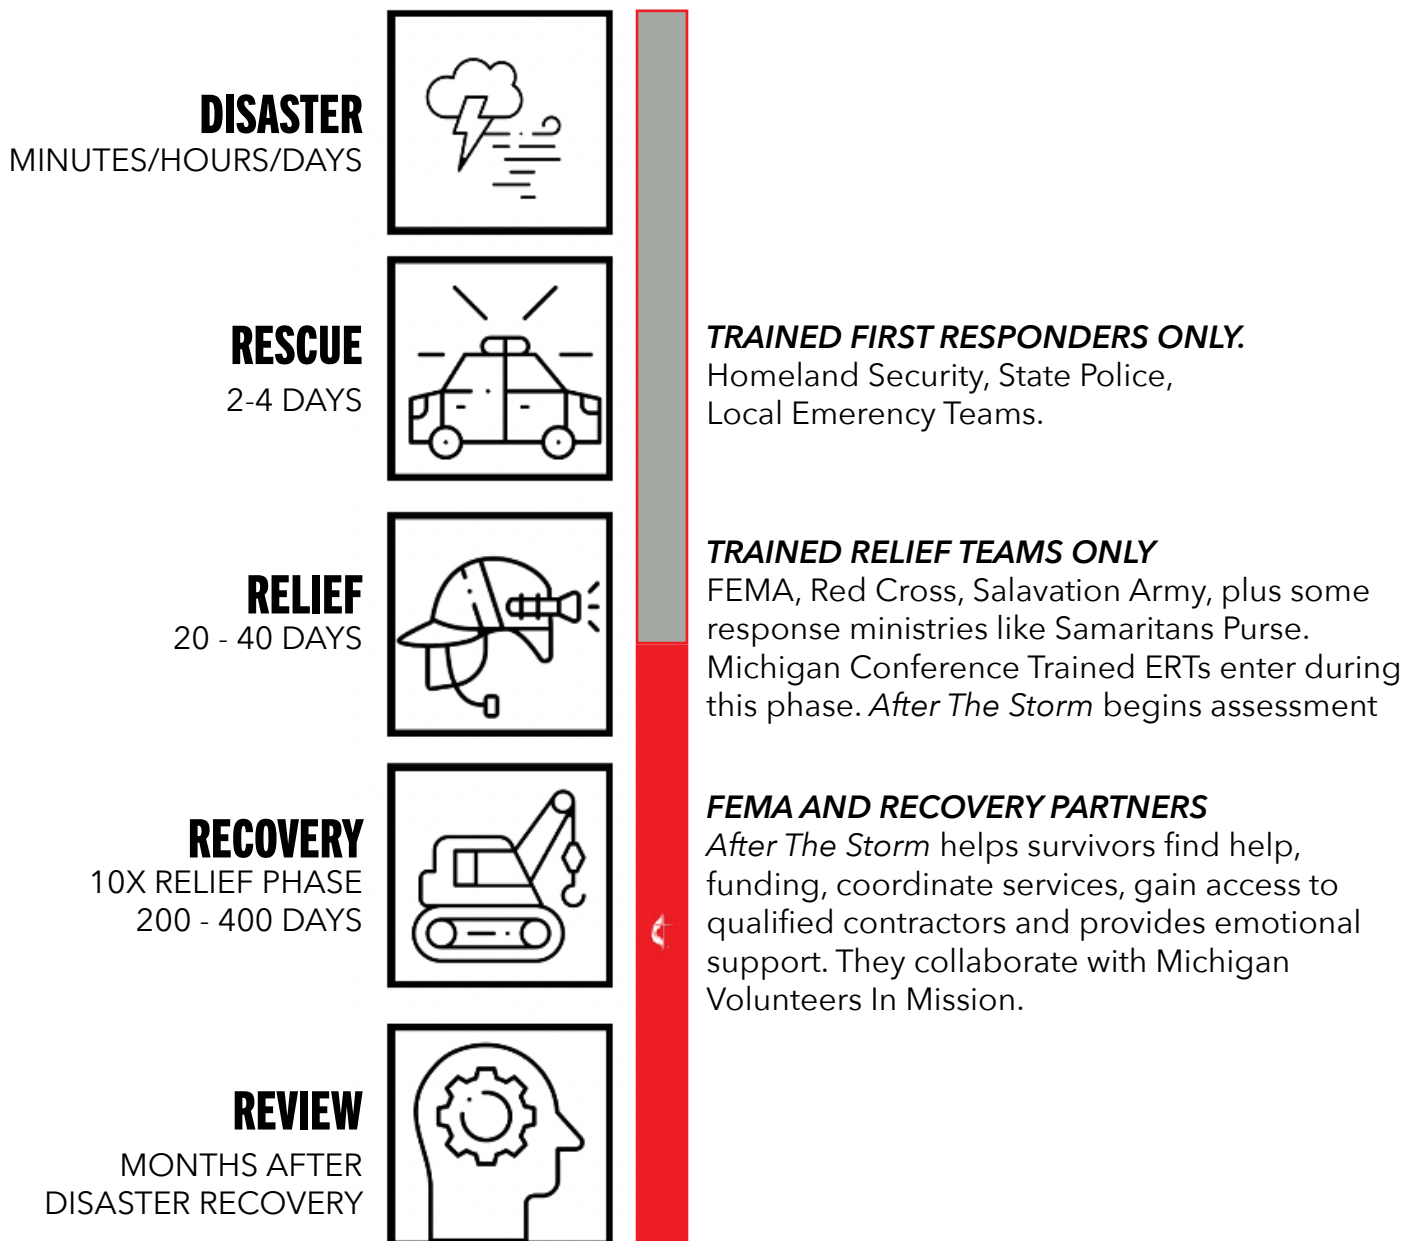 DISASTER
MINUTES/HOURS/DAYS
RESCUE
2-4 DAYS
TRAINED FIRST RESPONDERS ONLY.
Homeland Security, State Police,
Local Emerency Teams.
RELIEF
20 - 40 DAYS
TRAINED RELIEF TEAMS ONLY
FEMA, Red Cross, Salavation Army, plus some
response ministries like Samaritans Purse.
Michigan Conference Trained ERTs enter during
this phase. After The Storm begins assessment
RECOVERY
10X RELIEF PHASE
200 - 400 DAYS
FEMA AND RECOVERY PARTNERS
After The Storm helps survivors find help,
funding, coordinate services, gain access to
qualified contractors and provides emotional
support. They collaborate with Michigan
Volunteers In Mission.
REVIEW
MONTHS AFTER
DISASTER RECOVERY